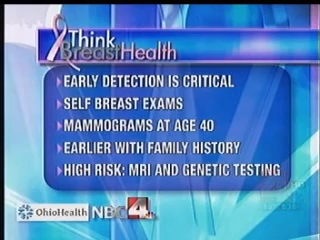 Think
BreastHealth
EARLY DETECTION IS CRITICAL
SELF BREAST EXAMS
MAMMOGRAMS AT AGE 40
EARLIER WITH FAMILY HISTORY
HIGH RISK: MRI AND GENETIC TESTING
OhioHealth NBC 4